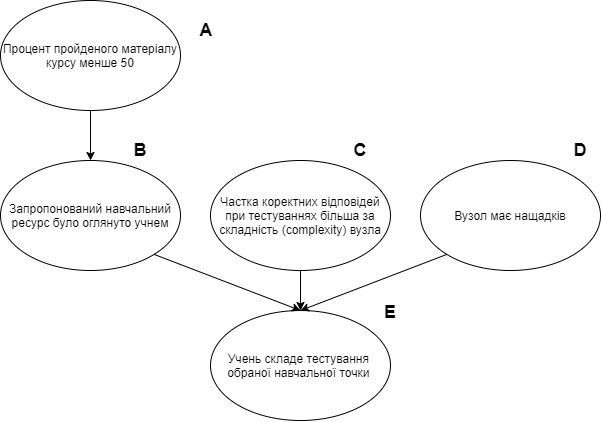 A
Процент пройденого матеріалу
курсу менше 50
B
C
D
Запропонований навчальний
ресурс було оглянуто учнем
Частка коректних відповідей
при тестуваннях більша за
складність (complexity) вузла
Вузол має нащадків
E
Учень складе тестування
обраної навчальної точки